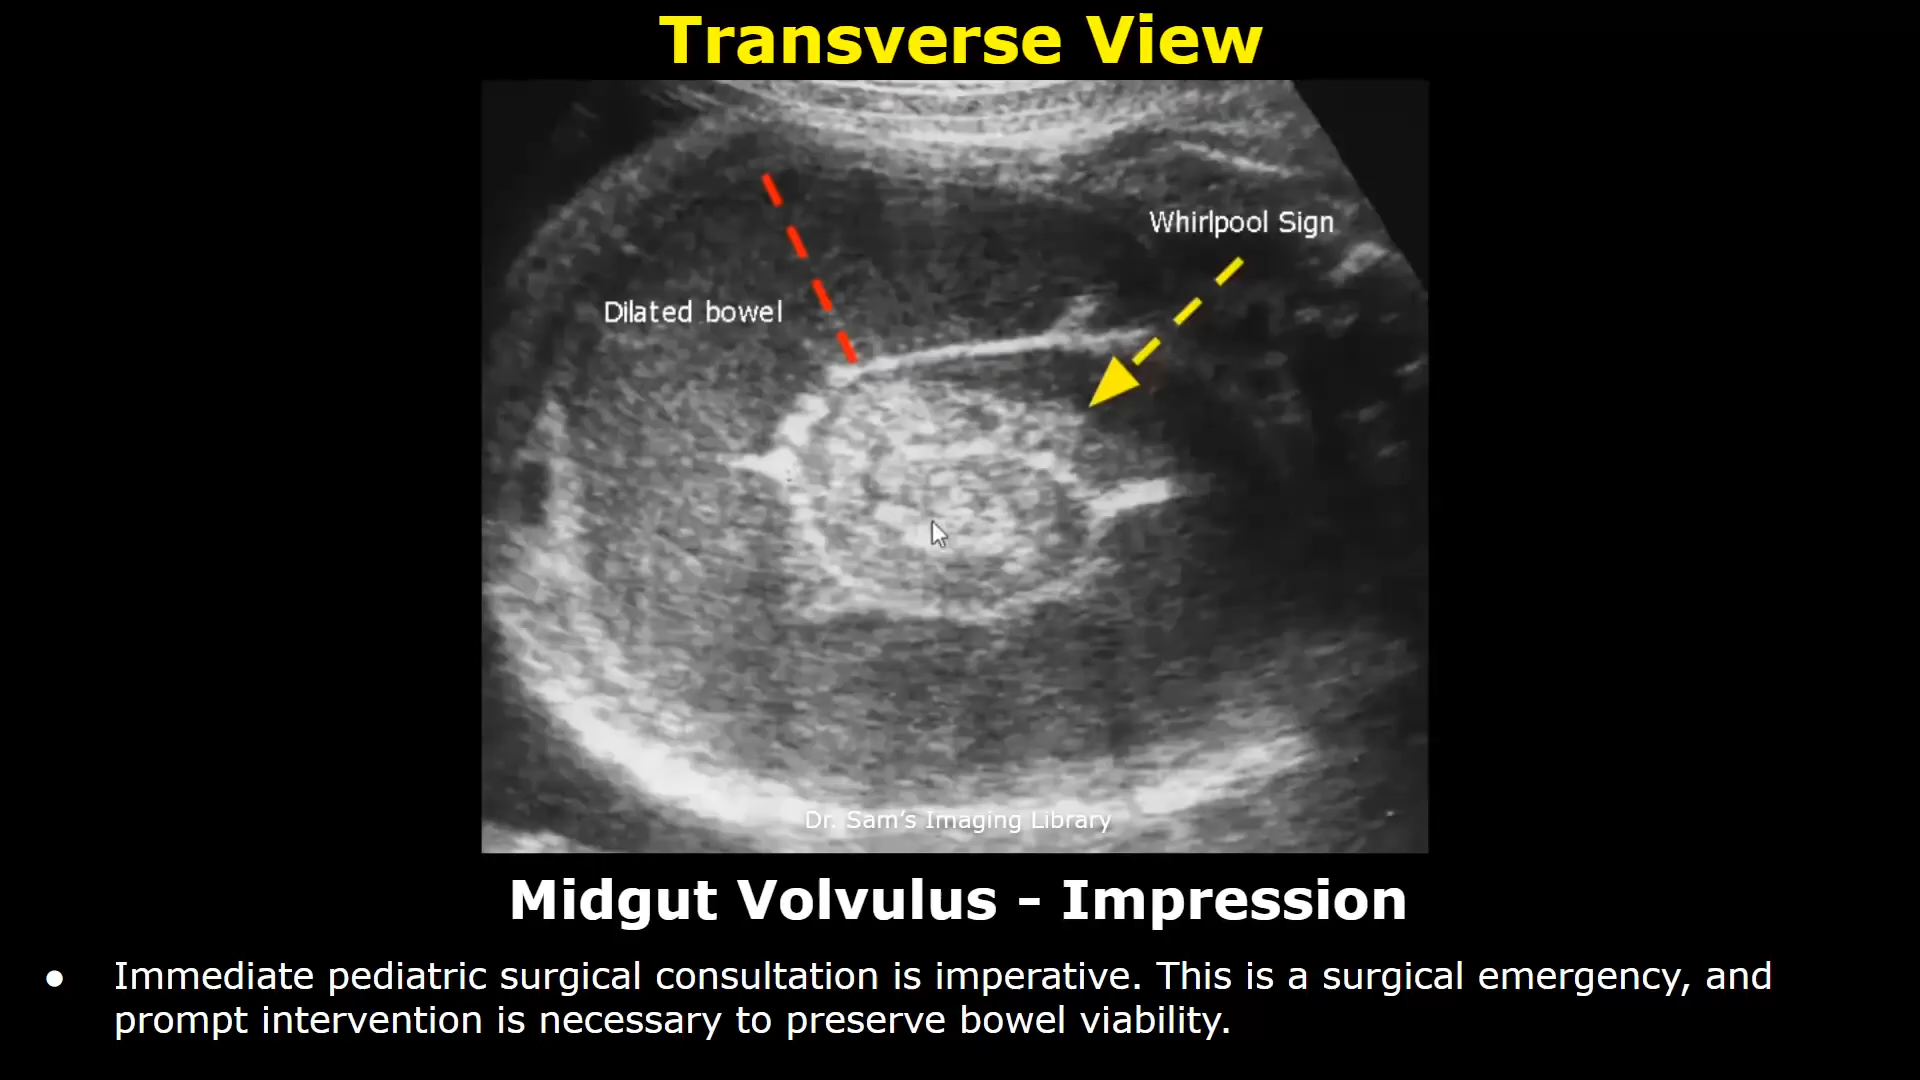 Transverse View
Whirlpool Sign
Dilated bowel
Dr. Sam’s Imaging Library
Midgut Volvulus – Impression
● Immediate pediatric surgical consultation is imperative. This is a surgical emergency, and
prompt intervention is necessary to preserve bowel viability.